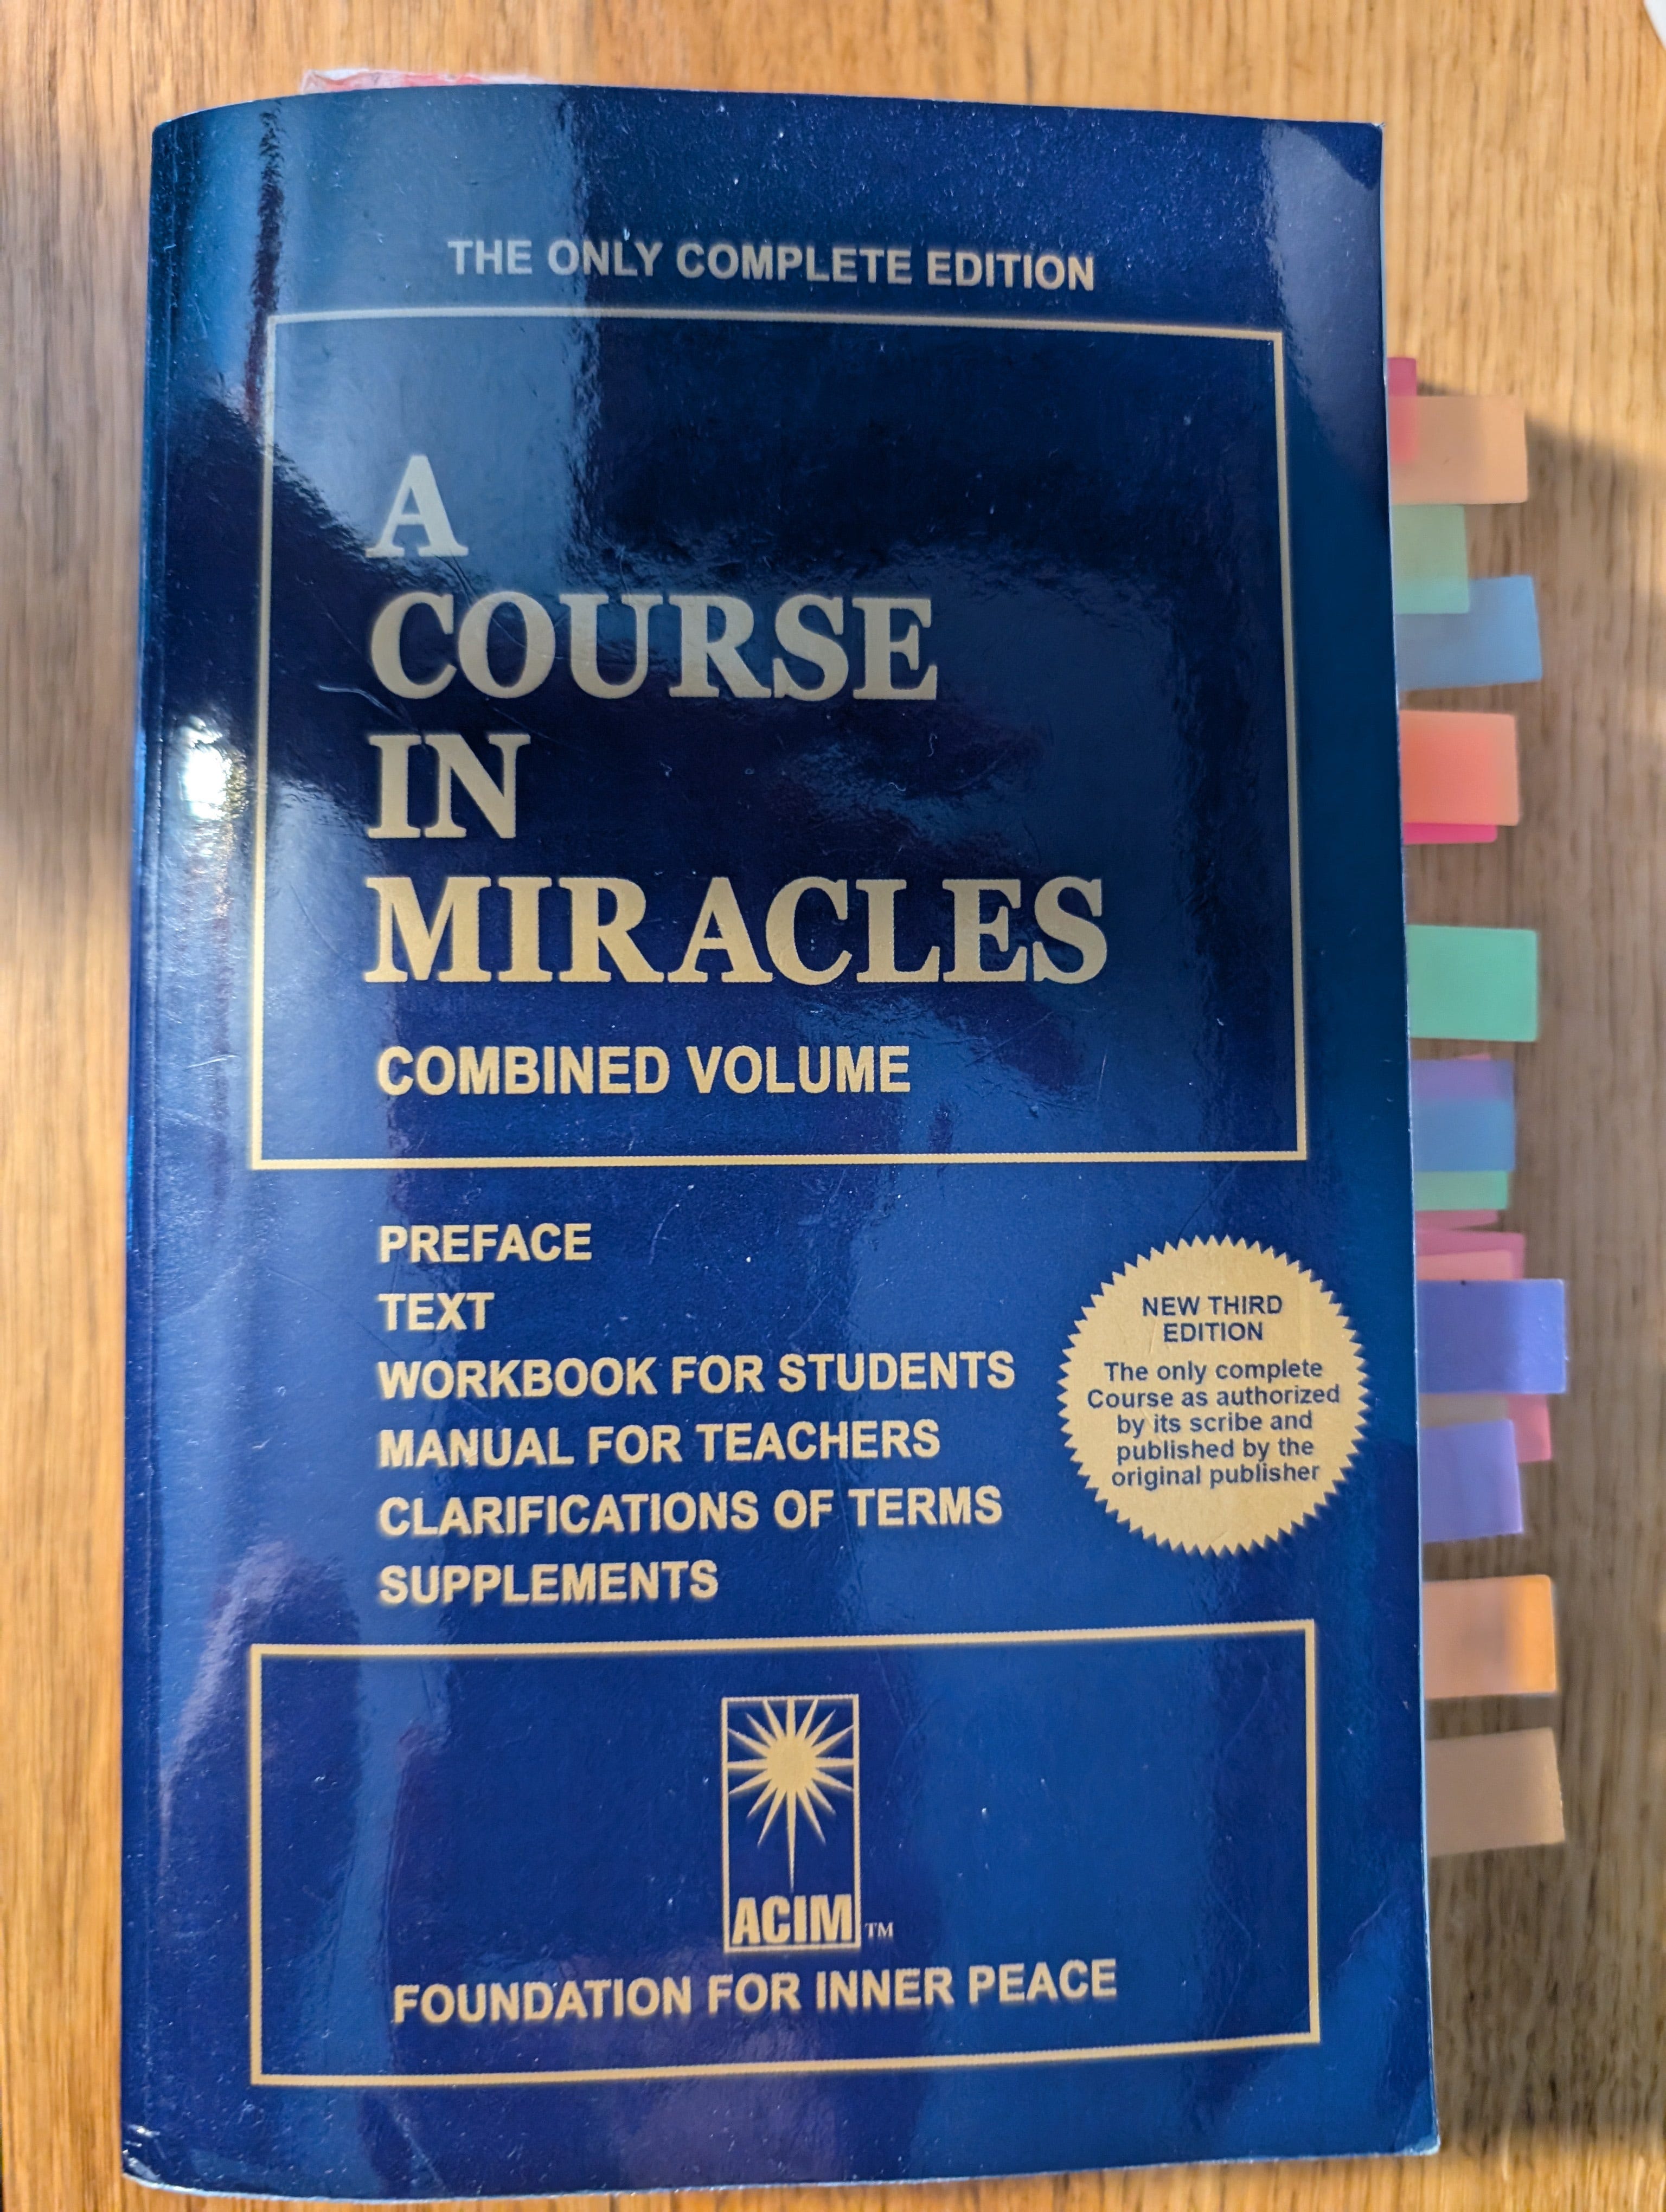 THE ONLY COMPLETE EDITION
A
COURSE
IN
MIRACLES
COMBINED VOLUME
PREFACE
TEXT
WORKBOOK FOR STUDENTS
MANUAL FOR TEACHERS
CLARIFICATIONS OF TERMS
SUPPLEMENTS
NEW THIRD
EDITION
The only complete
Course as authorized
by its scribe and
published by the
original publisher
ACIM TM
FOUNDATION FOR INNER PEACE